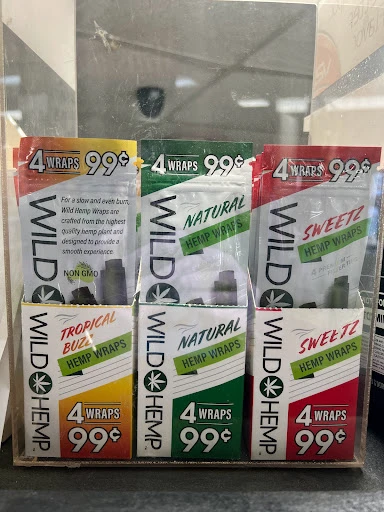 4 WRAPS 99¢
WILD HEMP
For a slow and even burn,
Wild Hemp Wraps are
crafted from the highest
quality hemp plant and
designed to provide a
smooth experience.
NON GMO
4 WRAPS 99¢
WILD HEMP
NATURAL
HEMP WRAPS
4 WRAPS 99¢
WILD HEMP
SWEETZ
HEMP WRAPS
WILD HEMP
TROPICAL
BUZZ
HEMP WRAPS
4 WRAPS
99¢
WILD HEMP
NATURAL
HEMP WRAPS
4 WRAPS
99¢
WILD HEMP
SWEETZ
HEMP WRAPS
4 WRAPS
99¢